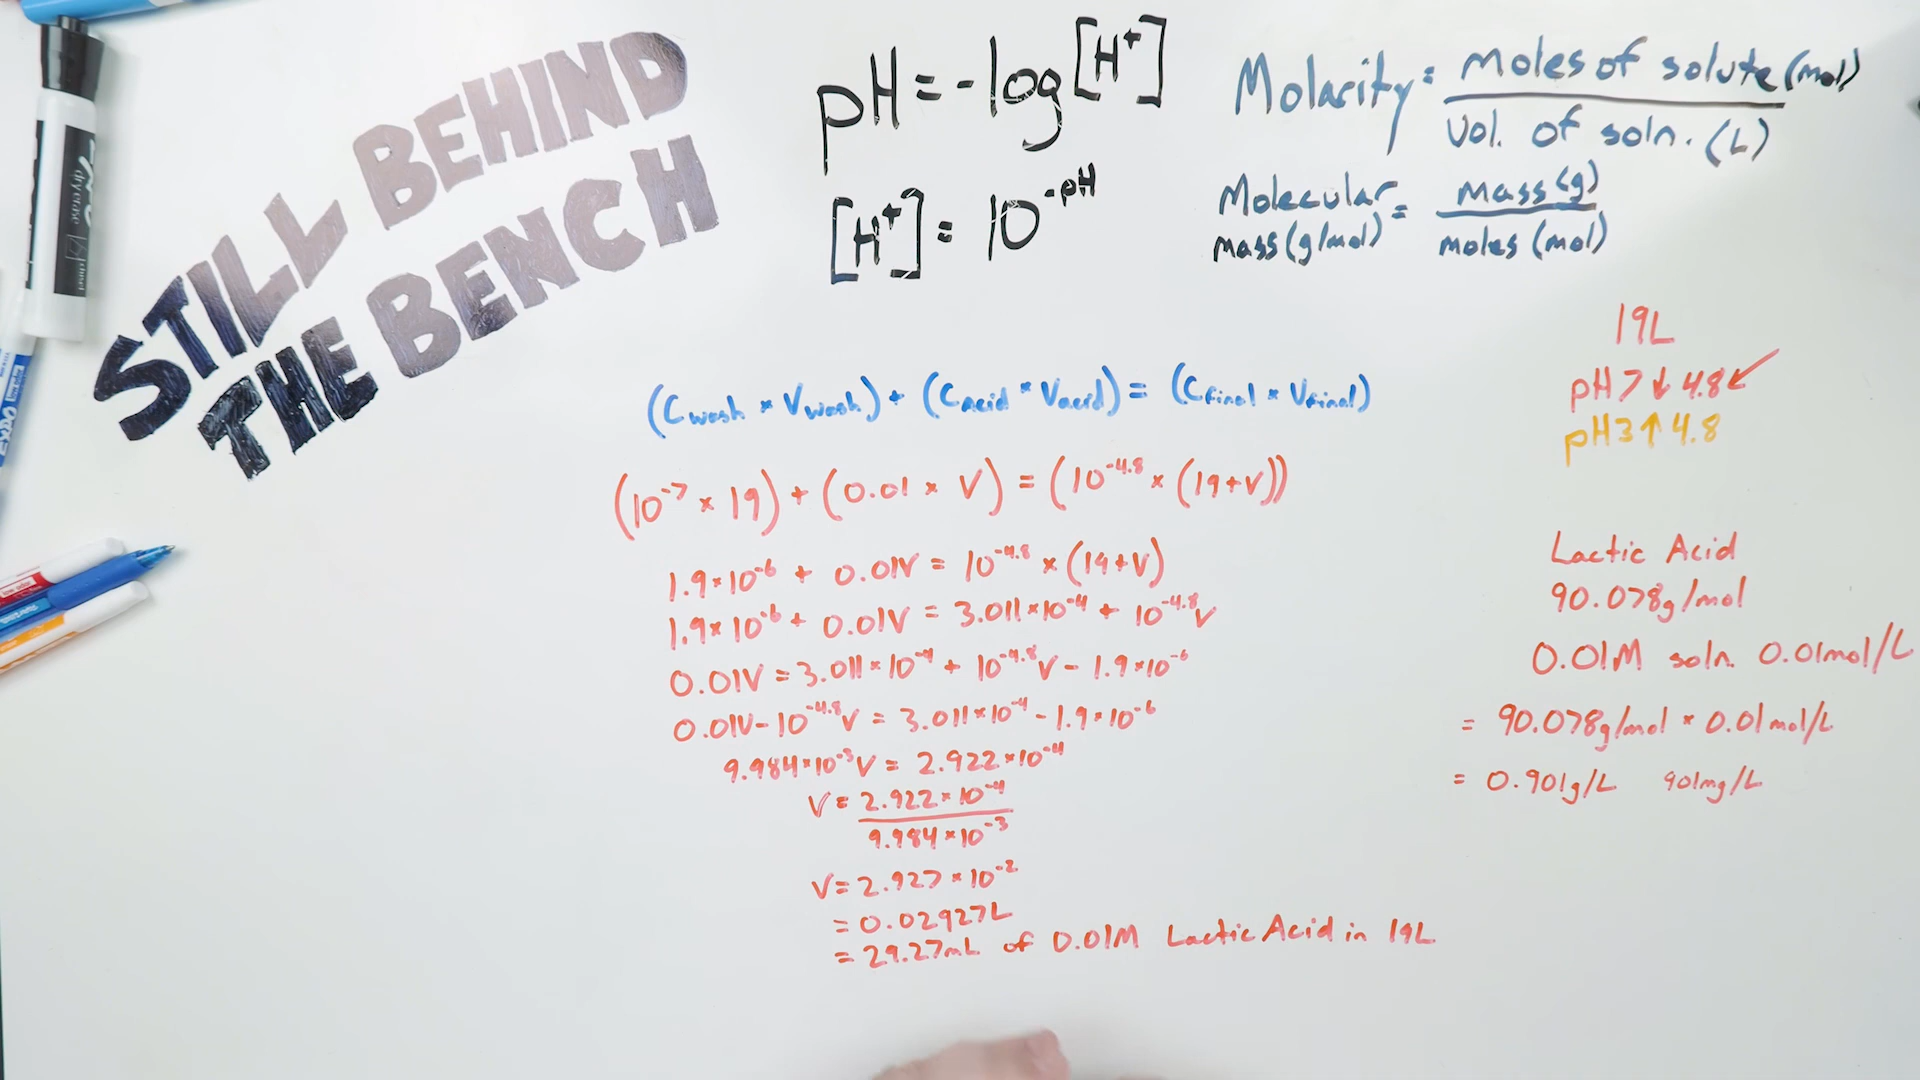 STILL BEHIND
THE BENCH
pH = -log[H⁺]
[H⁺] = 10^-pH
Molarity = Moles of solute (mol) / Vol. of soln. (L)
Molecular mass (g/mol) = Mass (g) / moles (mol)
19L
pH 7 ↓ 4.8 ↙
pH 3 ↑ 4.8
(Cwash × Vwash) + (Cacid × Vacid) = (Cfinal × Vfinal)
(10^-7 × 19) + (0.01 × V) = (10^-4.8 × (19+V))
1.9×10^-6 + 0.01V = 10^-4.8 × (19+V)
1.9×10^-6 + 0.01V = 3.011×10^-4 + 10^-4.8 V
0.01V = 3.011×10^-4 + 10^-4.8 V - 1.9×10^-6
0.01V - 10^-4.8 V = 3.011×10^-4 - 1.9×10^-6
9.984×10^-3 V = 2.922×10^-4
V = 2.922×10^-4 / 9.984×10^-3
V = 2.927×10^-2
= 0.02927L
= 29.27mL of 0.01M Lactic Acid in 19L
Lactic Acid
90.078g/mol
0.01M soln. 0.01mol/L
= 90.078g/mol × 0.01mol/L
= 0.901g/L 901mg/L
EXPO
dry erase
chisel